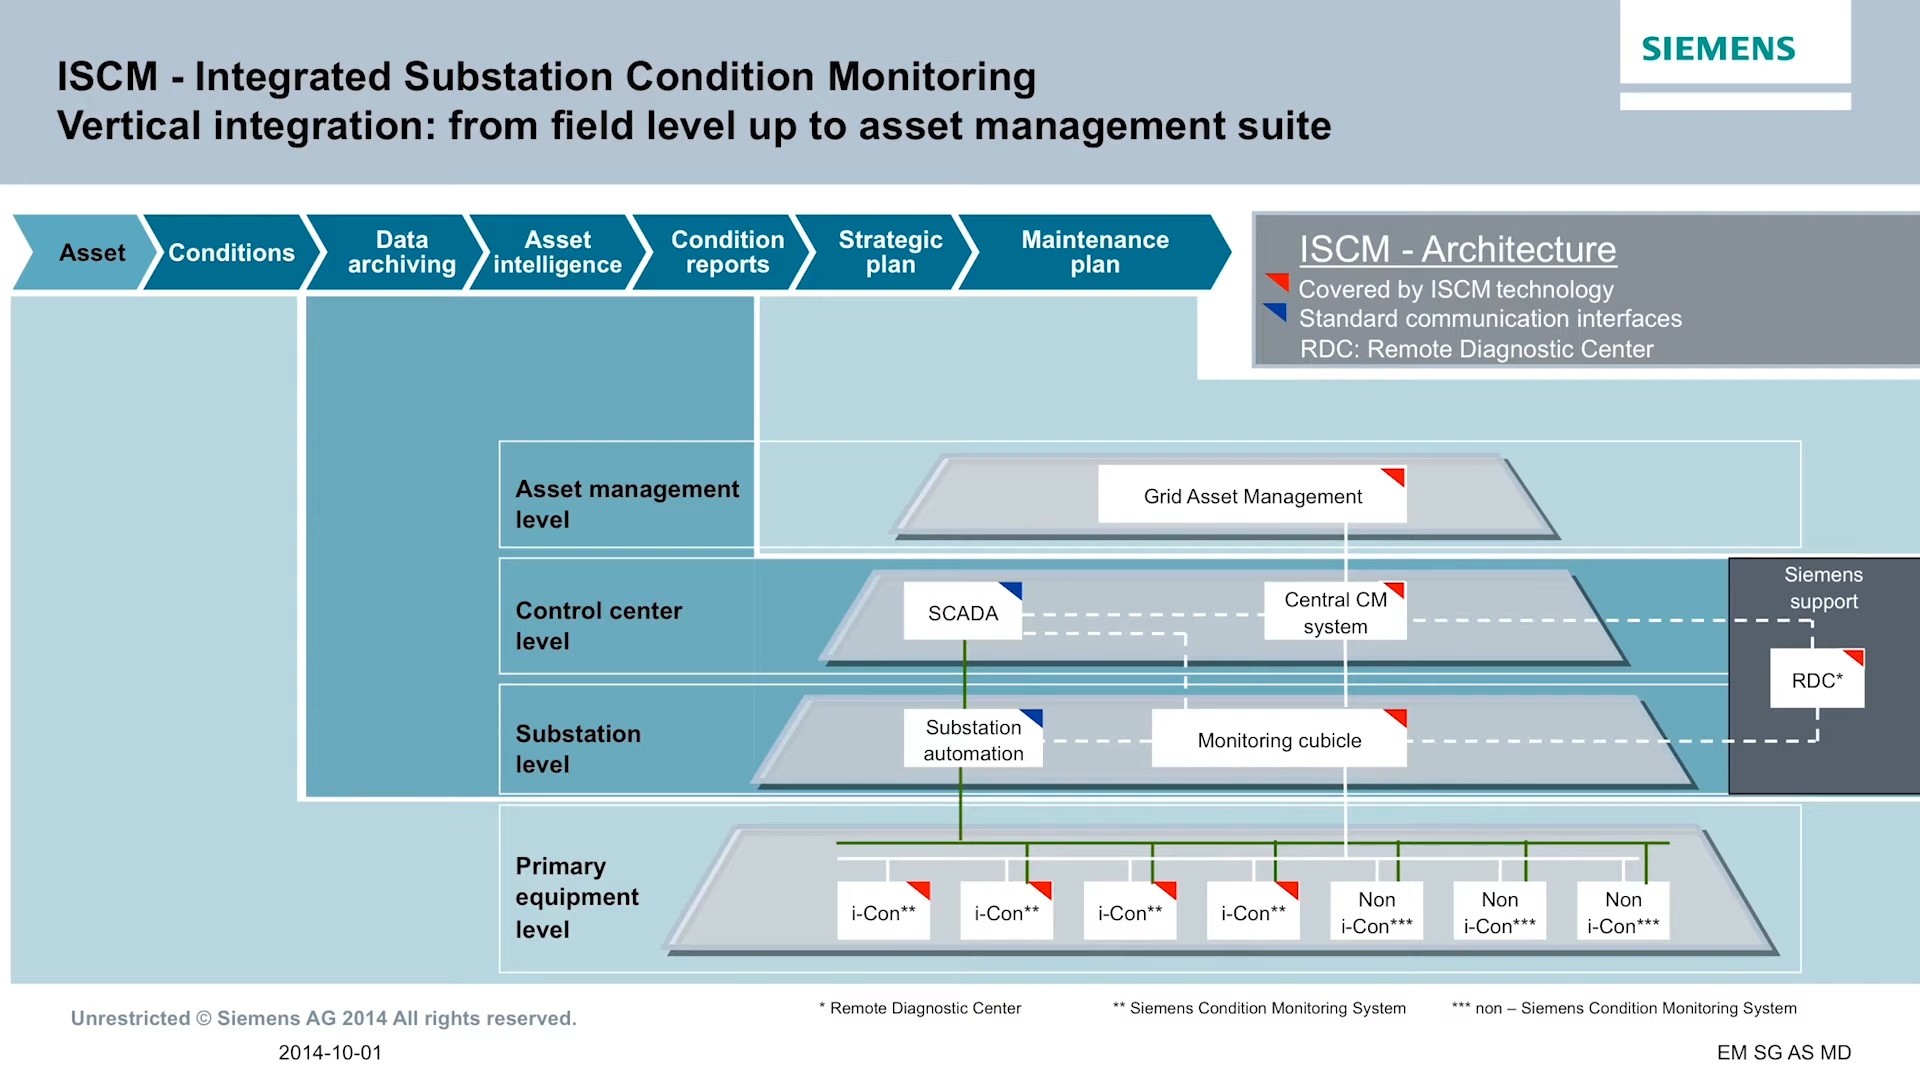 ISCM - Integrated Substation Condition Monitoring
Vertical integration: from field level up to asset management suite
SIEMENS
Asset
Conditions
Data
archiving
Asset
intelligence
Condition
reports
Strategic
plan
Maintenance
plan
ISCM - Architecture
Covered by ISCM technology
Standard communication interfaces
RDC: Remote Diagnostic Center
Asset management
level
Grid Asset Management
Control center
level
SCADA
Central CM
system
Siemens
support
RDC*
Substation
level
Substation
automation
Monitoring cubicle
Primary
equipment
level
i-Con**
i-Con**
i-Con**
i-Con**
Non
i-Con***
Non
i-Con***
Non
i-Con***
* Remote Diagnostic Center
** Siemens Condition Monitoring System
*** non – Siemens Condition Monitoring System
Unrestricted © Siemens AG 2014 All rights reserved.
2014-10-01
EM SG AS MD